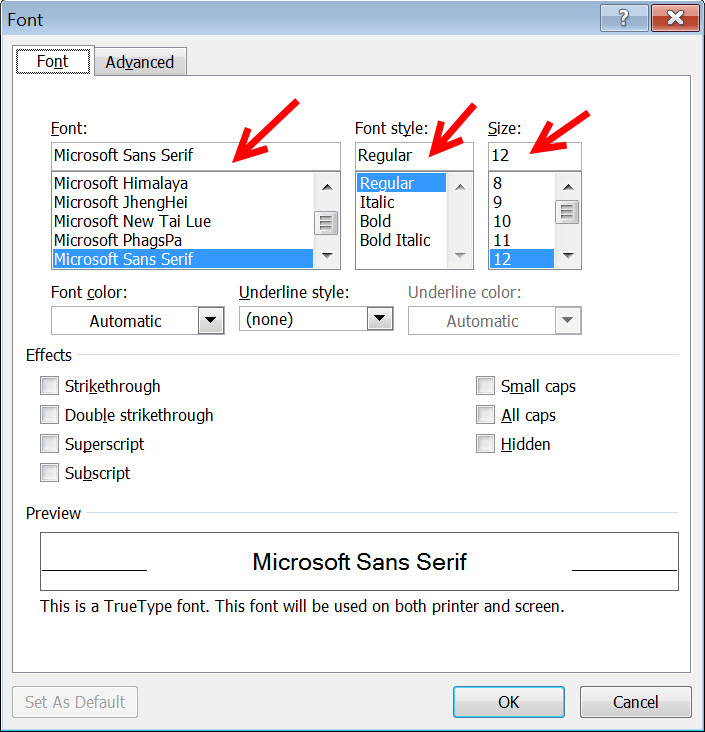 Font
?
Font Advanced
Font: Font style: Size:
Microsoft Sans Serif Regular 12
Microsoft Himalaya Regular 8
Microsoft JhengHei Italic 9
Microsoft New Tai Lue Bold 10
Microsoft PhagsPa Bold Italic 11
Microsoft Sans Serif 12
Font color: Underline style: Underline color:
Automatic (none) Automatic
Effects
Strikethrough Small caps
Double strikethrough All caps
Superscript Hidden
Subscript
Preview
Microsoft Sans Serif
This is a TrueType font. This font will be used on both printer and screen.
Set As Default OK Cancel